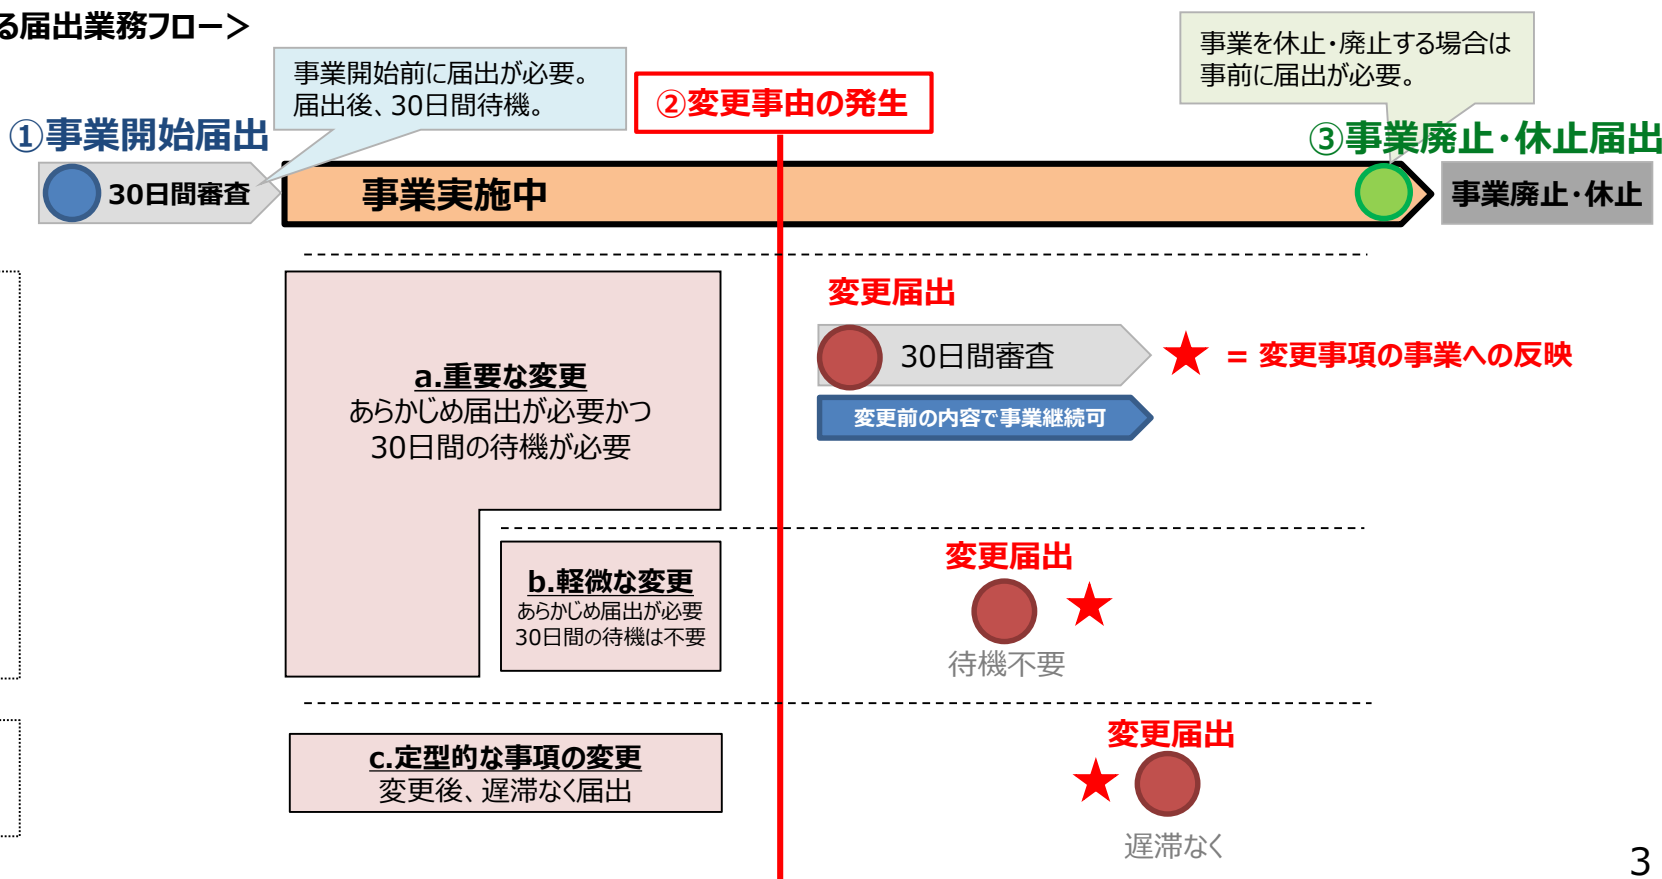 る届出業務フロー＞
事業開始前に届出が必要。
届出後、30日間待機。
②変更事由の発生
事業を休止・廃止する場合は
事前に届出が必要。
①事業開始届出
③事業廃止・休止届出
30日間審査
事業実施中
事業廃止・休止
a.重要な変更
あらかじめ届出が必要かつ
30日間の待機が必要
変更届出
30日間審査
★ = 変更事項の事業への反映
変更前の内容で事業継続可
b.軽微な変更
あらかじめ届出が必要
30日間の待機は不要
変更届出
★
待機不要
c.定型的な事項の変更
変更後、遅滞なく届出
変更届出
★
遅滞なく
3